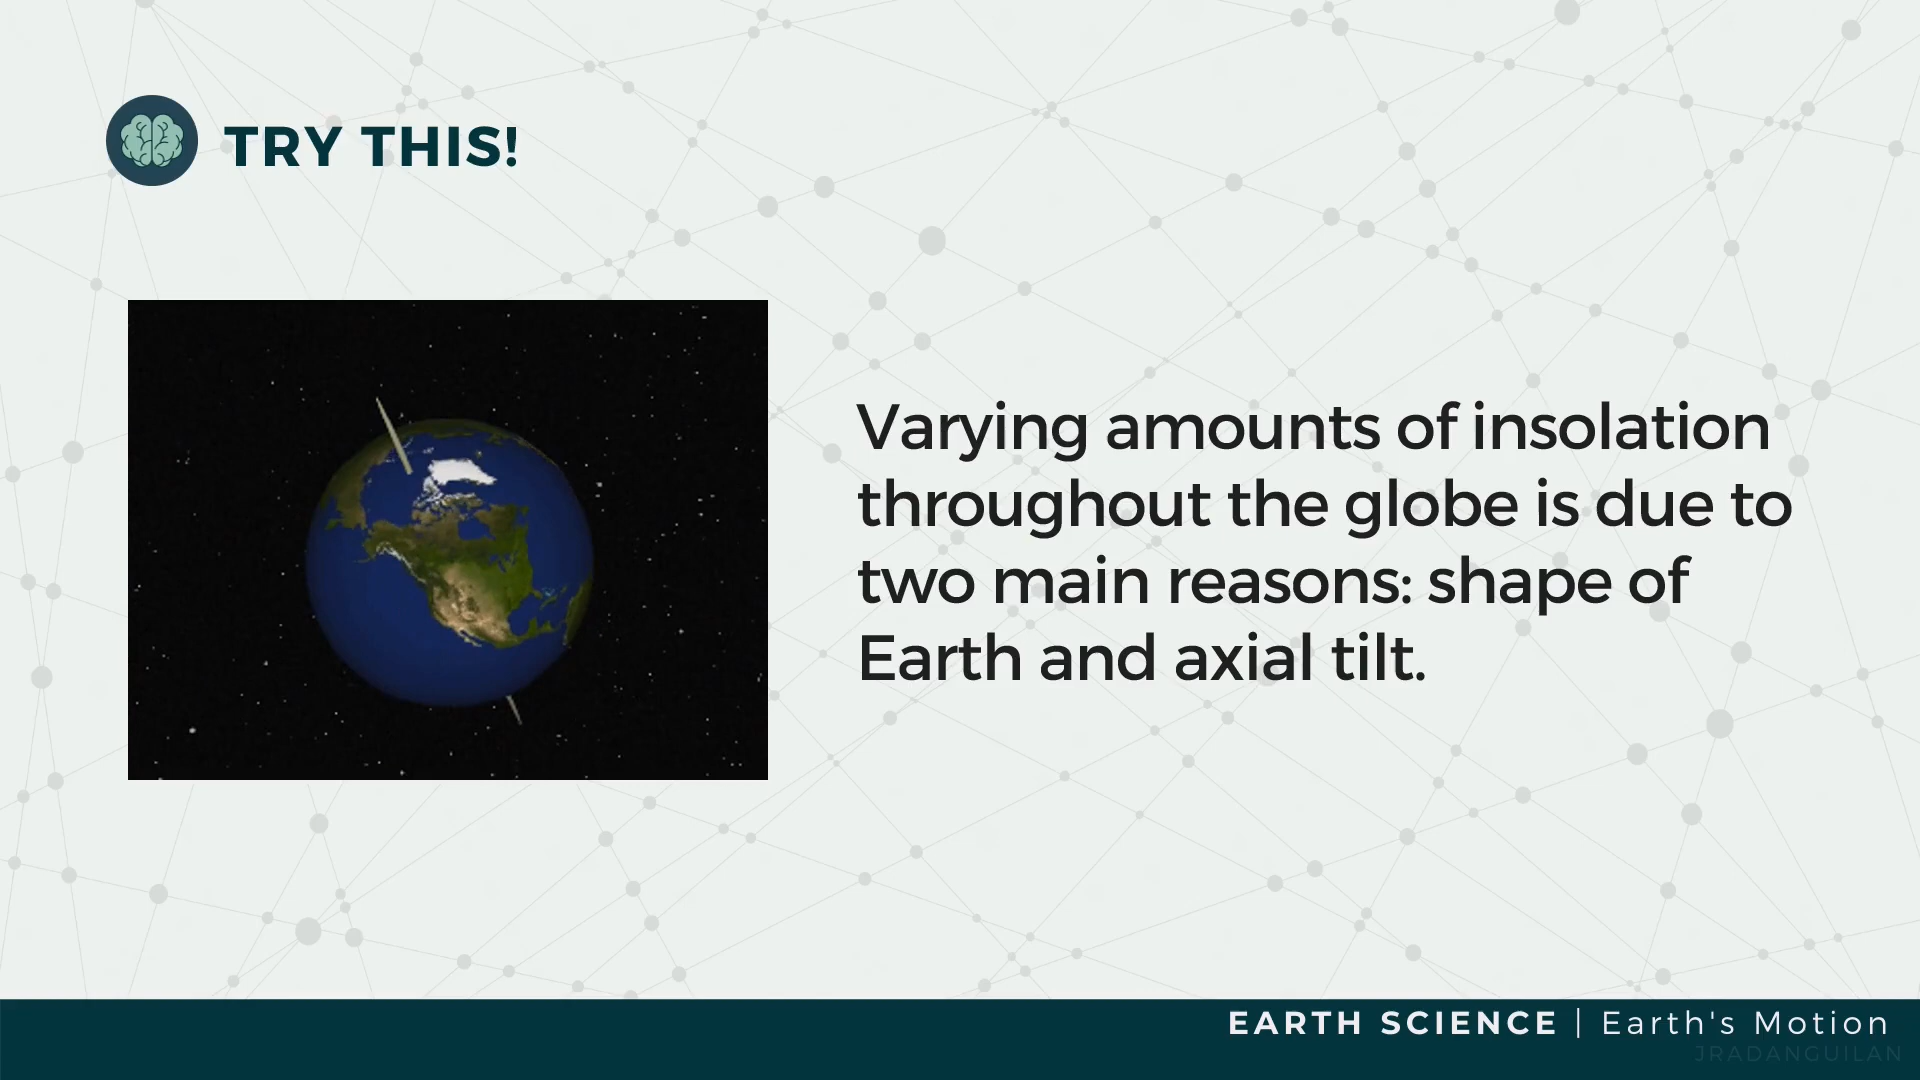 TRY THIS!
Varying amounts of insolation
throughout the globe is due to
two main reasons: shape of
Earth and axial tilt.
EARTH SCIENCE | Earth's Motion
JRADANGUILAN